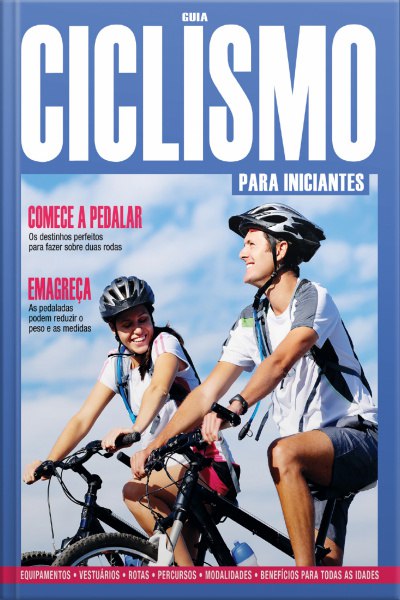 GUIA
CICLISMO
PARA INICIANTES
COMECE A PEDALAR
Os destinhos perfeitos
para fazer sobre duas rodas
EMAGREÇA
As pedaladas
podem reduzir o
peso e as medidas
EQUIPAMENTOS • VESTUÁRIOS • ROTAS • PERCURSOS • MODALIDADES • BENEFÍCIOS PARA TODAS AS IDADES